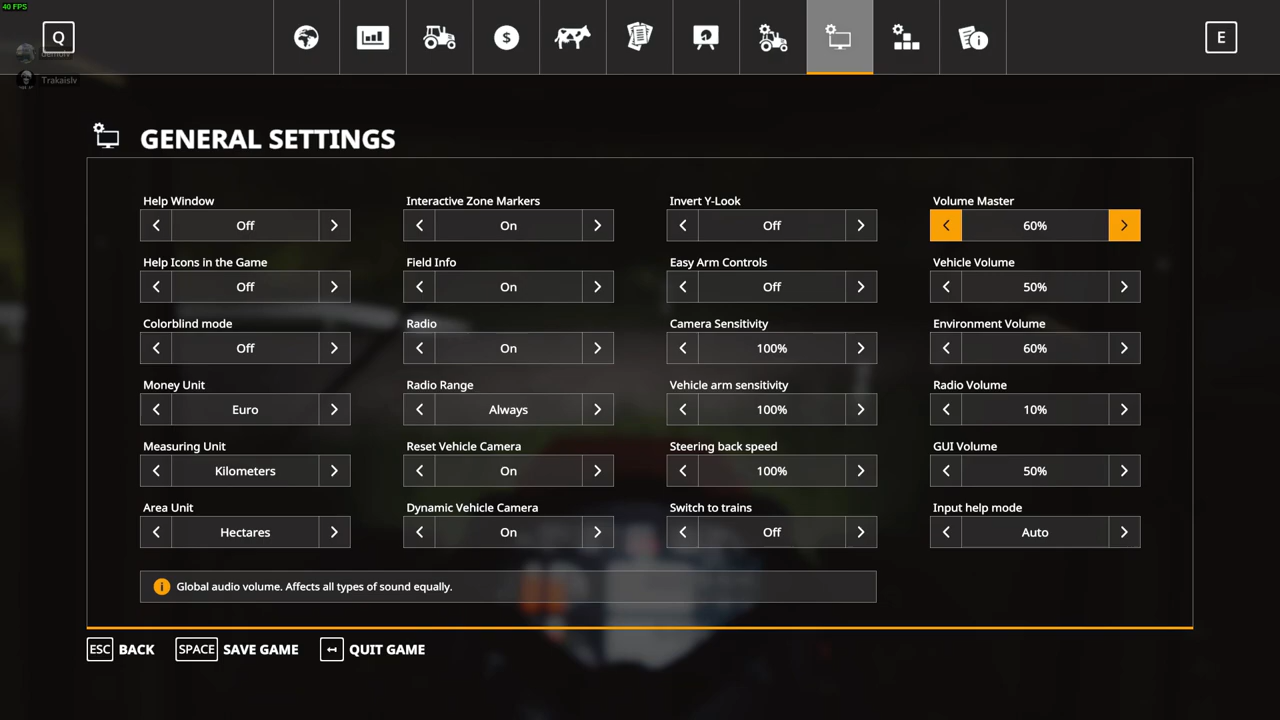 40 FPS
Q
E
Trakaislv
GENERAL SETTINGS
Help Window
Off
Interactive Zone Markers
On
Invert Y-Look
Off
Volume Master
60%
Help Icons in the Game
Off
Field Info
On
Easy Arm Controls
Off
Vehicle Volume
50%
Colorblind mode
Off
Radio
On
Camera Sensitivity
100%
Environment Volume
60%
Money Unit
Euro
Radio Range
Always
Vehicle arm sensitivity
100%
Radio Volume
10%
Measuring Unit
Kilometers
Reset Vehicle Camera
On
Steering back speed
100%
GUI Volume
50%
Area Unit
Hectares
Dynamic Vehicle Camera
On
Switch to trains
Off
Input help mode
Auto
Global audio volume. Affects all types of sound equally.
ESC BACK SPACE SAVE GAME ↔ QUIT GAME